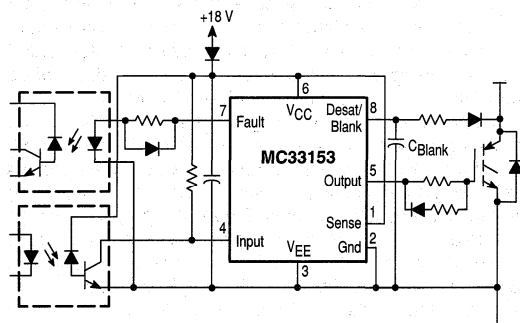 +18 V
6
VCC
7
Fault
Desat/
Blank
8
MC33153
CBlank
Output
5
Sense
1
4
Input
VEE
Gnd
2
3